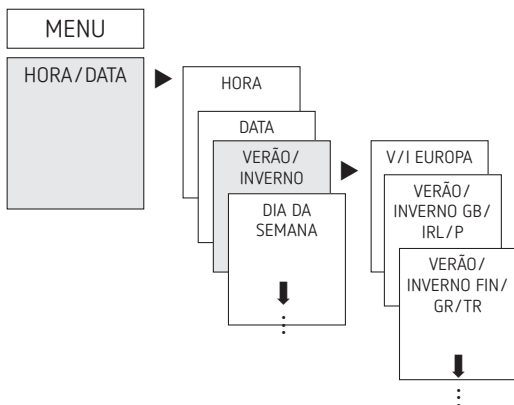 MENU
HORA/DATA
HORA
DATA
VERÃO/
INVERNO
DIA DA
SEMANA
V/I EUROPA
VERÃO/
INVERNO GB/
IRL/P
VERÃO/
INVERNO FIN/
GR/TR